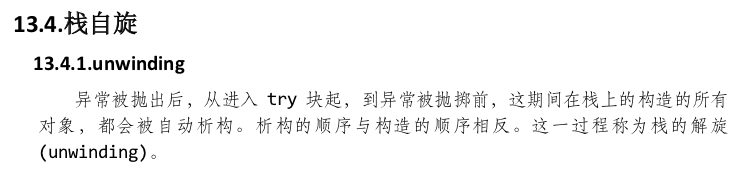 13.4.栈自旋
13.4.1.unwinding
异常被抛出后，从进入 try 块起，到异常被抛掷前，这期间在栈上的构造的所有
对象，都会被自动析构。析构的顺序与构造的顺序相反。这一过程称为栈的解旋
(unwinding)。